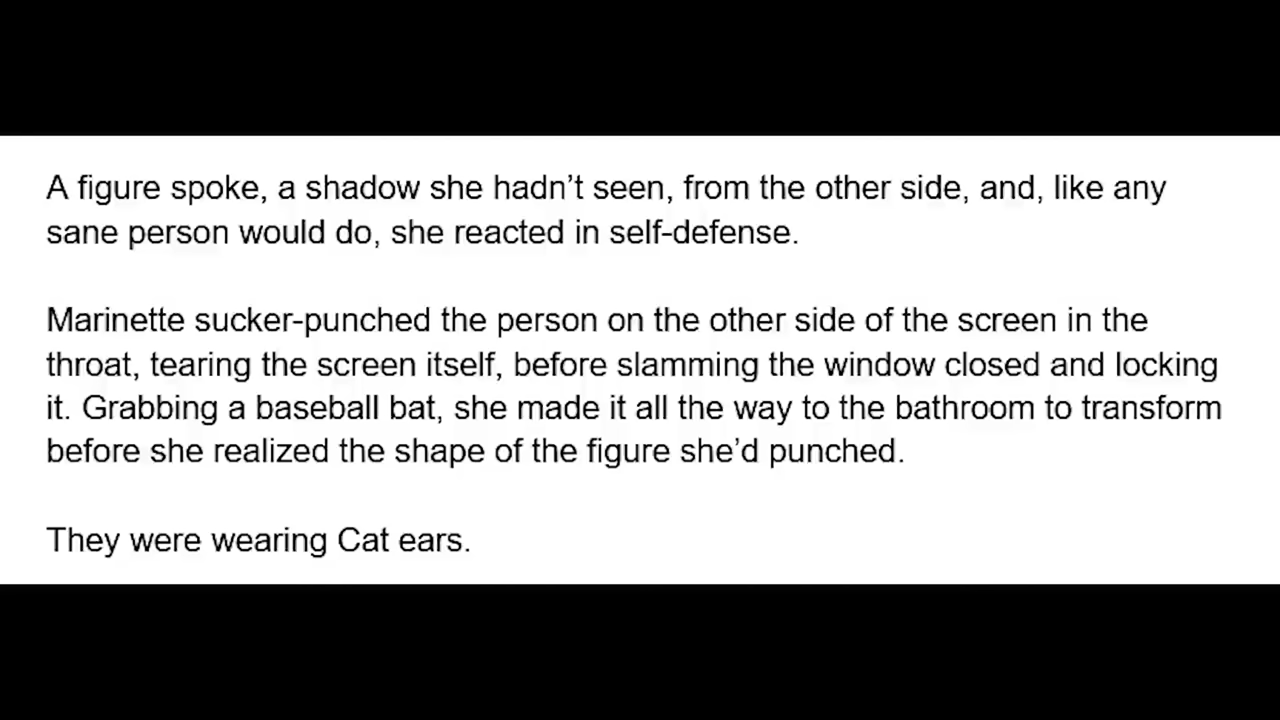 A figure spoke, a shadow she hadn’t seen, from the other side, and, like any
sane person would do, she reacted in self-defense.
Marinette sucker-punched the person on the other side of the screen in the
throat, tearing the screen itself, before slamming the window closed and locking
it. Grabbing a baseball bat, she made it all the way to the bathroom to transform
before she realized the shape of the figure she’d punched.
They were wearing Cat ears.